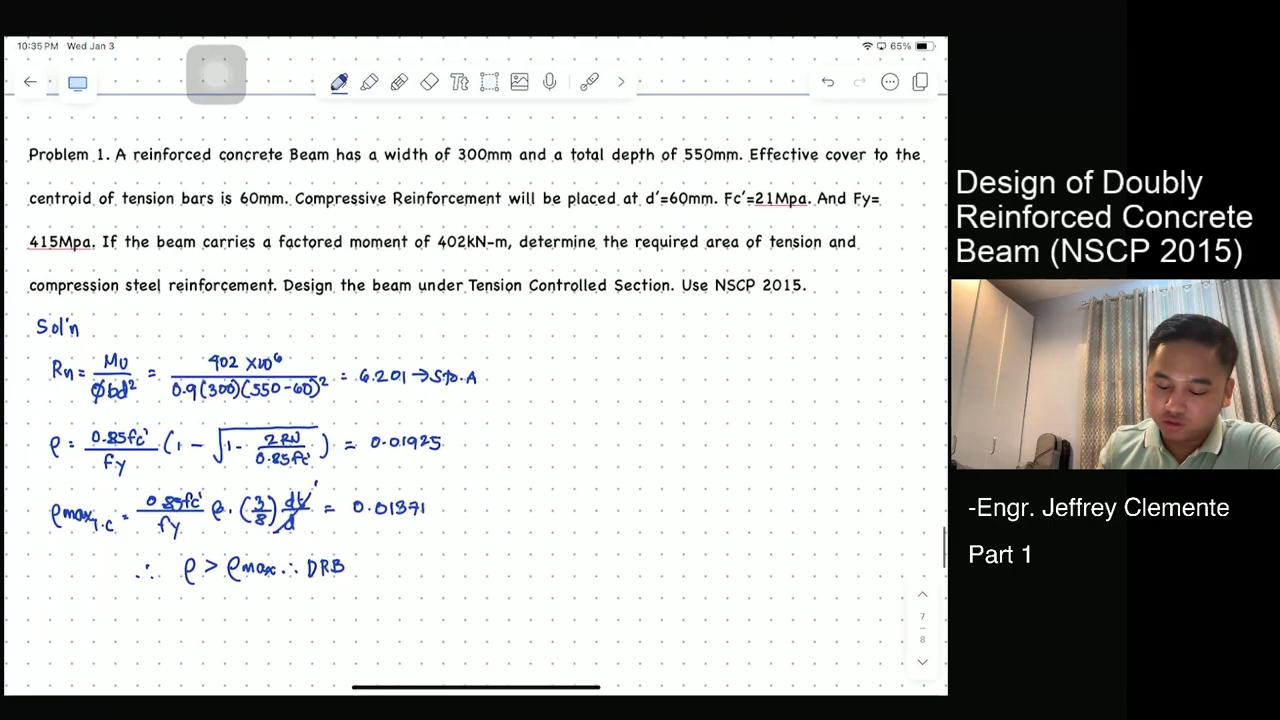 10:35 PM Wed Jan 3
65%
Tt
Problem 1. A reinforced concrete Beam has a width of 300mm and a total depth of 550mm. Effective cover to the
centroid of tension bars is 60mm. Compressive Reinforcement will be placed at d'=60mm. Fc'=21Mpa. And Fy=
415Mpa. If the beam carries a factored moment of 402kN-m, determine the required area of tension and
compression steel reinforcement. Design the beam under Tension Controlled Section. Use NSCP 2015.
Sol'n
Rn = Mu / Øbd² = 402 x10⁶ / 0.9(300)(550-60)² = 6.201 → sto. A
ρ = 0.85fc' / fy (1 - √(1 - 2RN / 0.85fc')) = 0.01925
ρmax T.C = 0.85fc' / fy β₁ (3/8) dt/d = 0.01371
∴ ρ > ρmax ∴ DRB
7
8
Design of Doubly
Reinforced Concrete
Beam (NSCP 2015)
-Engr. Jeffrey Clemente
Part 1